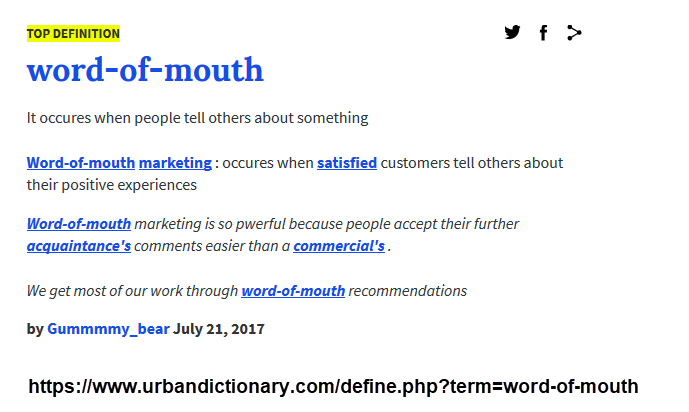 TOP DEFINITION
word-of-mouth
It occures when people tell others about something
Word-of-mouth marketing : occures when satisfied customers tell others about
their positive experiences
Word-of-mouth marketing is so pwerful because people accept their further
acquaintance's comments easier than a commercial's .
We get most of our work through word-of-mouth recommendations
by Gummmmy_bear July 21, 2017
https://www.urbandictionary.com/define.php?term=word-of-mouth